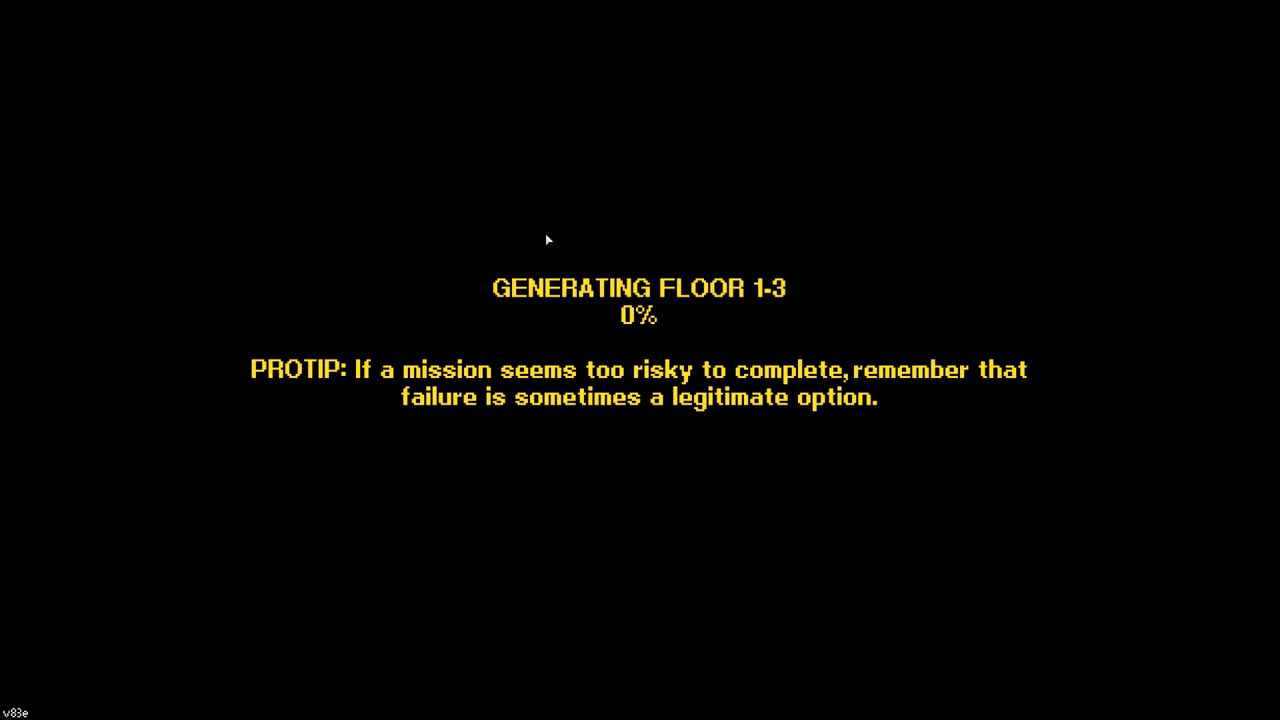 GENERATING FLOOR 1-3
0%
PROTIP: If a mission seems too risky to complete, remember that
failure is sometimes a legitimate option.
v83e